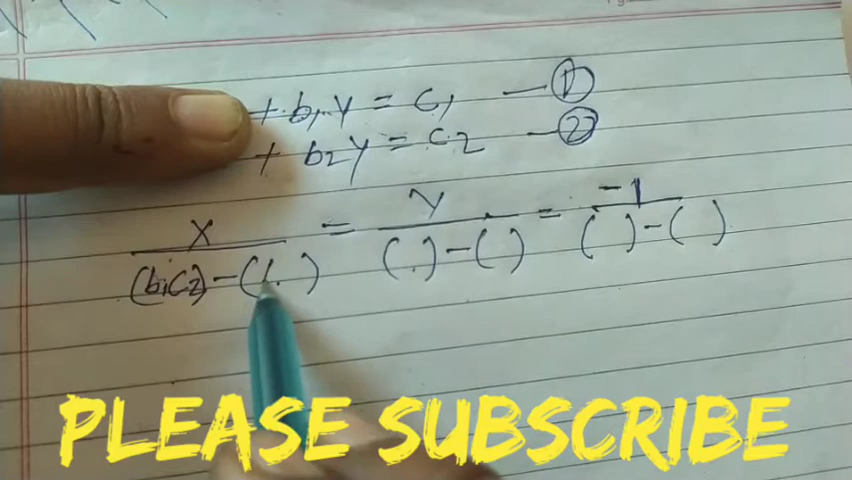 + b₁y = c₁ — ①
+ b₂y = c₂ — ②
x/((b₁c₂) – ( )) = y/(( ) – ( )) = –1/(( ) – ( ))
PLEASE SUBSCRIBE